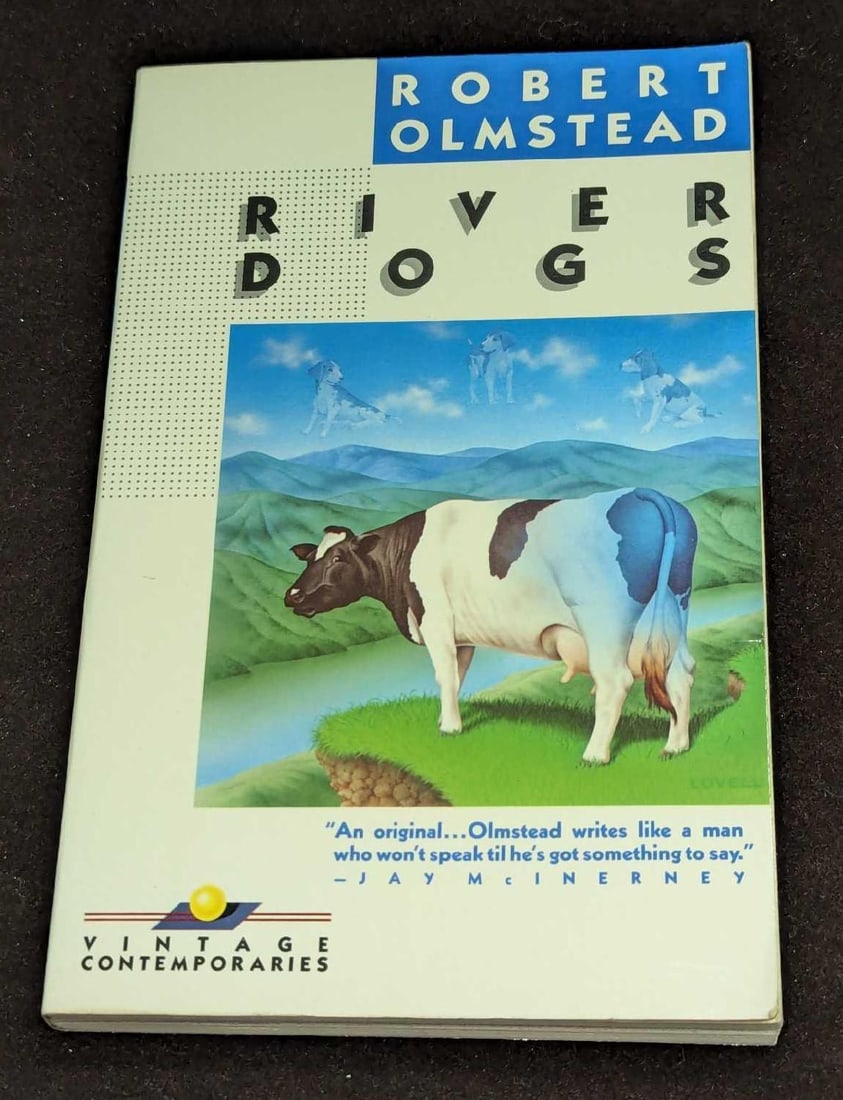 ROBERT
OLMSTEAD
RIVER
DOGS
LOVELL
"An original...Olmstead writes like a man
who won't speak til he's got something to say."
–JAY McINERNEY
VINTAGE
CONTEMPORARIES